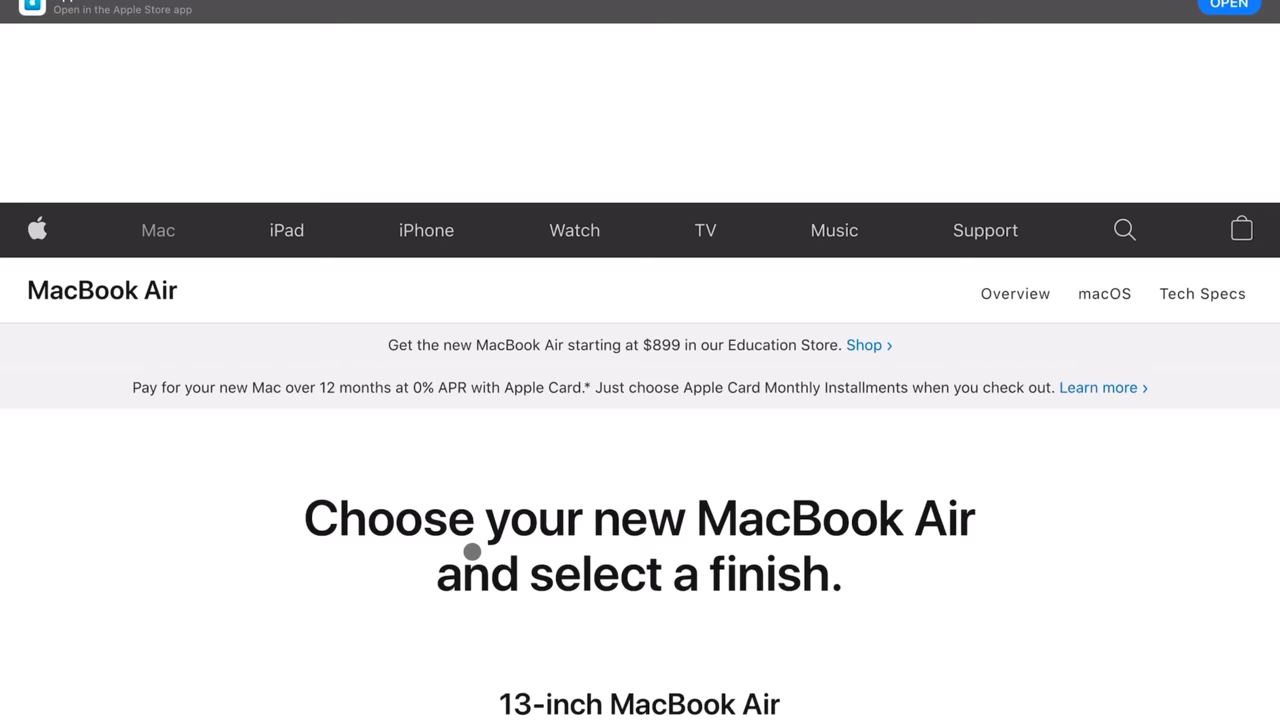 Open in the Apple Store app
OPEN
Mac
iPad
iPhone
Watch
TV
Music
Support
MacBook Air
Overview
macOS
Tech Specs
Get the new MacBook Air starting at $899 in our Education Store. Shop ›
Pay for your new Mac over 12 months at 0% APR with Apple Card.* Just choose Apple Card Monthly Installments when you check out. Learn more ›
Choose your new MacBook Air
and select a finish.
13-inch MacBook Air